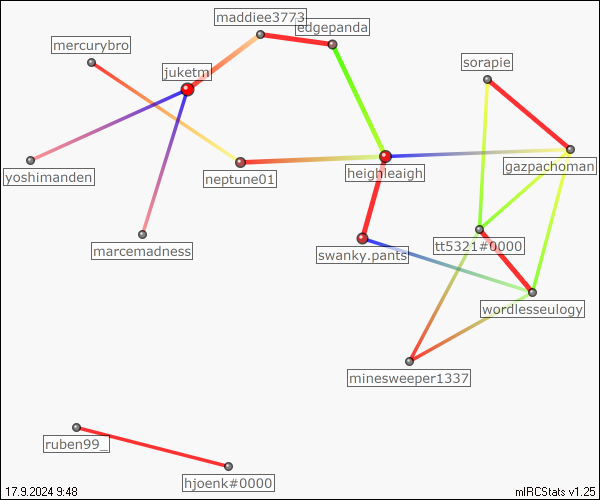 maddiee3773
edgepanda
mercurybro
sorapie
juketm
gazpachoman
heighleaigh
yoshimanden
neptune01
marcemadness
swanky.pants
tt5321#0000
wordlesseulogy
minesweeper1337
ruben99_
hjoenk#0000
17.9.2024 9:48
mIRCStats v1.25